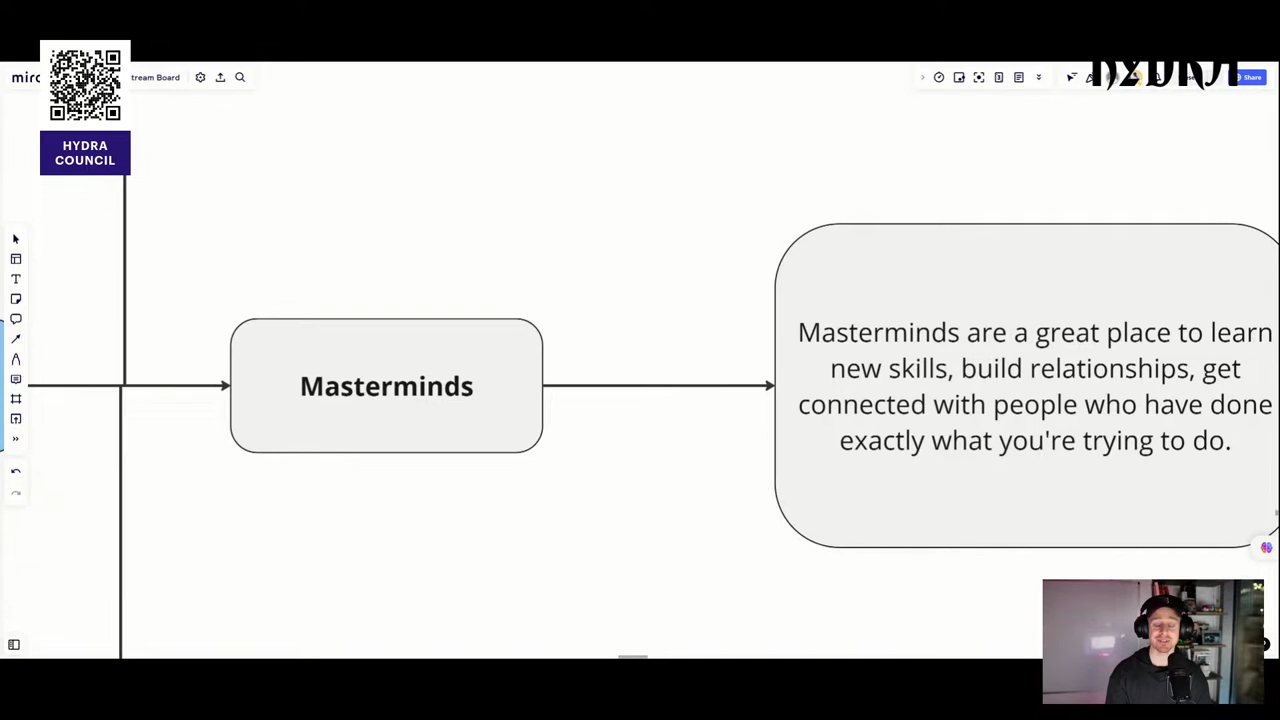 HYDRA
miro
tream Board
Share
HYDRA
COUNCIL
Masterminds
Masterminds are a great place to learn
new skills, build relationships, get
connected with people who have done
exactly what you're trying to do.